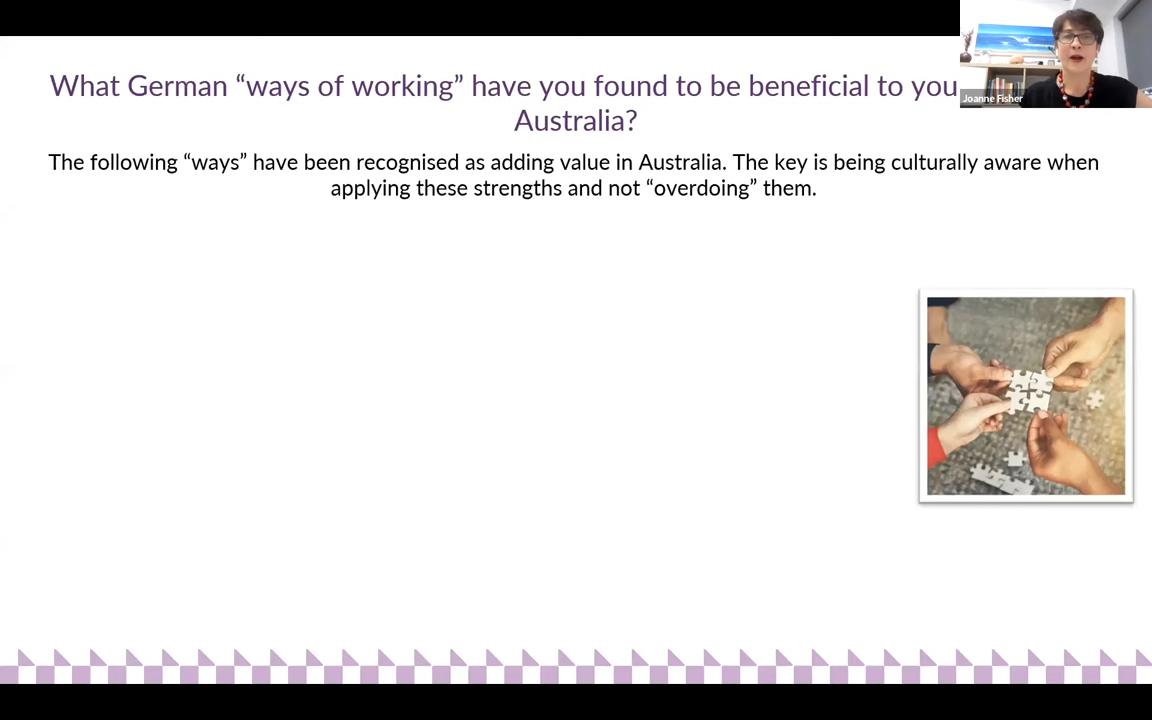 What German “ways of working” have you found to be beneficial to you
Australia?
The following “ways” have been recognised as adding value in Australia. The key is being culturally aware when
applying these strengths and not “overdoing” them.
Joanne Fisher